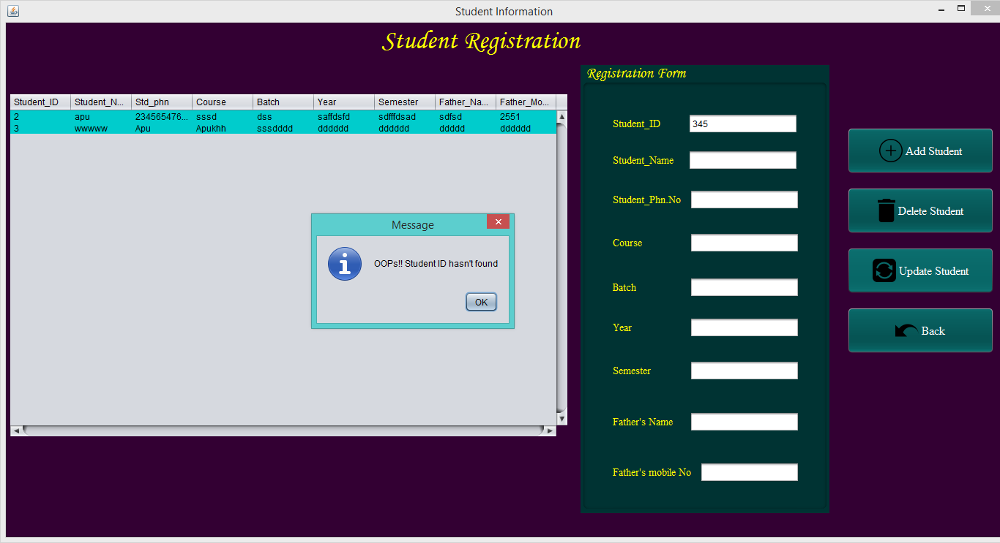 Student Information
Student Registration
Student_ID Student_N... Std_phn Course Batch Year Semester Father_Na... Father_Mo...
2 apu 234565476... sssd dss saffdsfd sdfffdsad sdfsd 2551
3 wwwww Apu Apukhh sssdddd dddddd dddddd ddddd dddddd
Message
OOPs!! Student ID hasn't found
OK
Registration Form
Student_ID 345
Student_Name
Student_Phn.No
Course
Batch
Year
Semester
Father's Name
Father's mobile No
Add Student
Delete Student
Update Student
Back